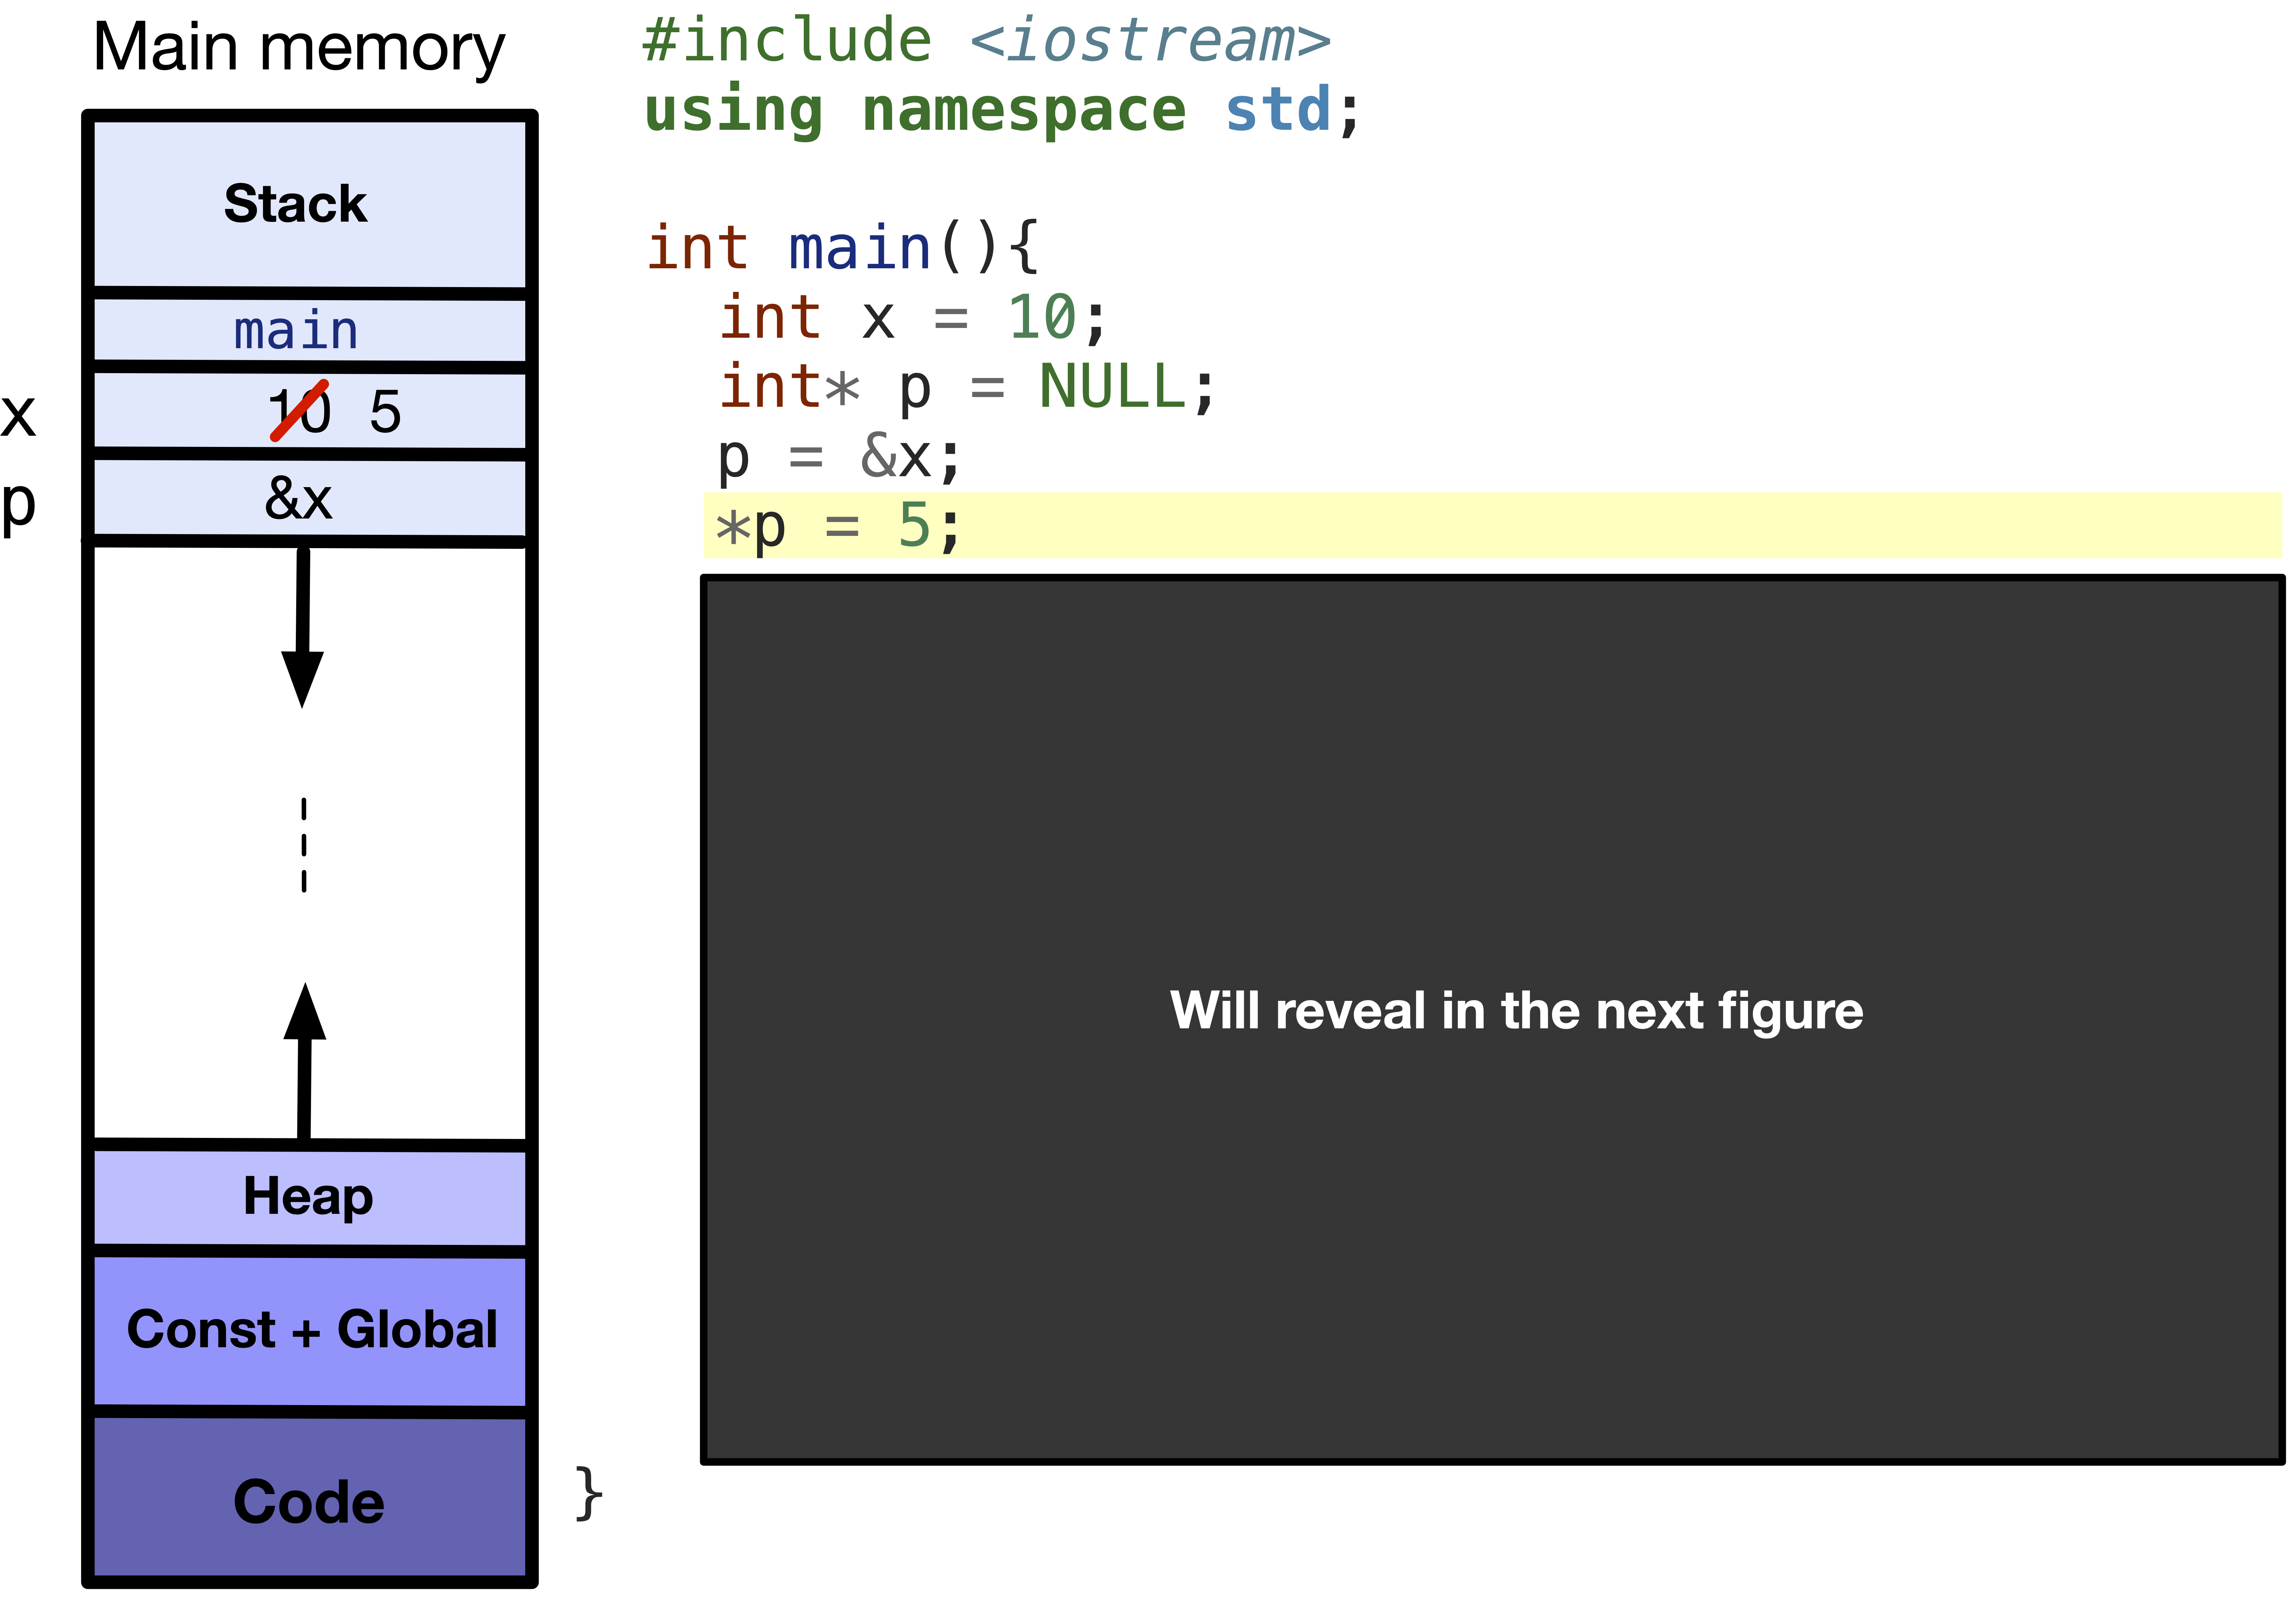 Main memory
Stack
main
x 10 5
p &x
Heap
Const + Global
Code
#include <iostream>
using namespace std;
int main(){
int x = 10;
int* p = NULL;
p = &x;
*p = 5;
Will reveal in the next figure
}